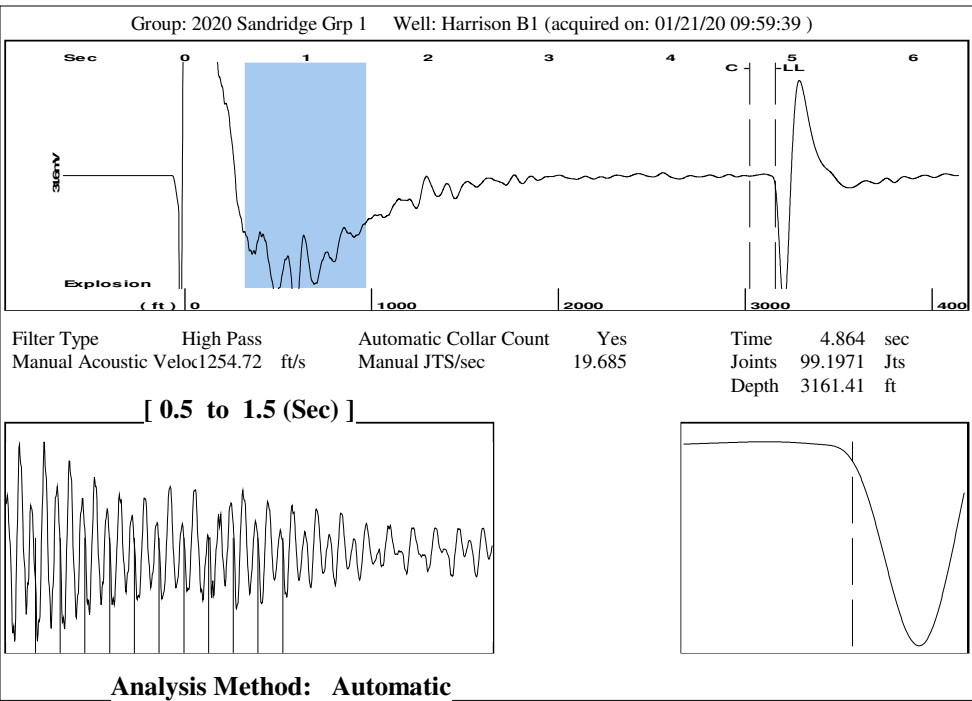 Group: 2020 Sandridge Grp 1 Well: Harrison B1 (acquired on: 01/21/20 09:59:39 )
Sec 0 1 2 3 4 5 6
C LL
Explosion
( ft ) 0 1000 2000 3000 400
Filter Type High Pass Automatic Collar Count Yes Time 4.864 sec
Manual Acoustic Veloc1254.72 ft/s Manual JTS/sec 19.685 Joints 99.1971 Jts
Depth 3161.41 ft
[ 0.5 to 1.5 (Sec) ]
Analysis Method: Automatic